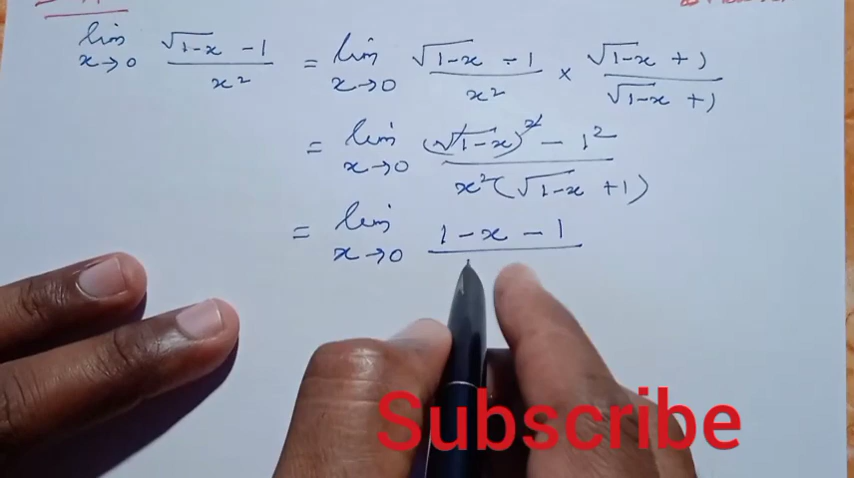 lim x→0 (√1-x - 1)/x² = lim x→0 (√1-x - 1)/x² × (√1-x + 1)/(√1-x + 1)
= lim x→0 ((√1-x)² - 1²)/(x²(√1-x + 1))
= lim x→0 1-x-1
Subscribe